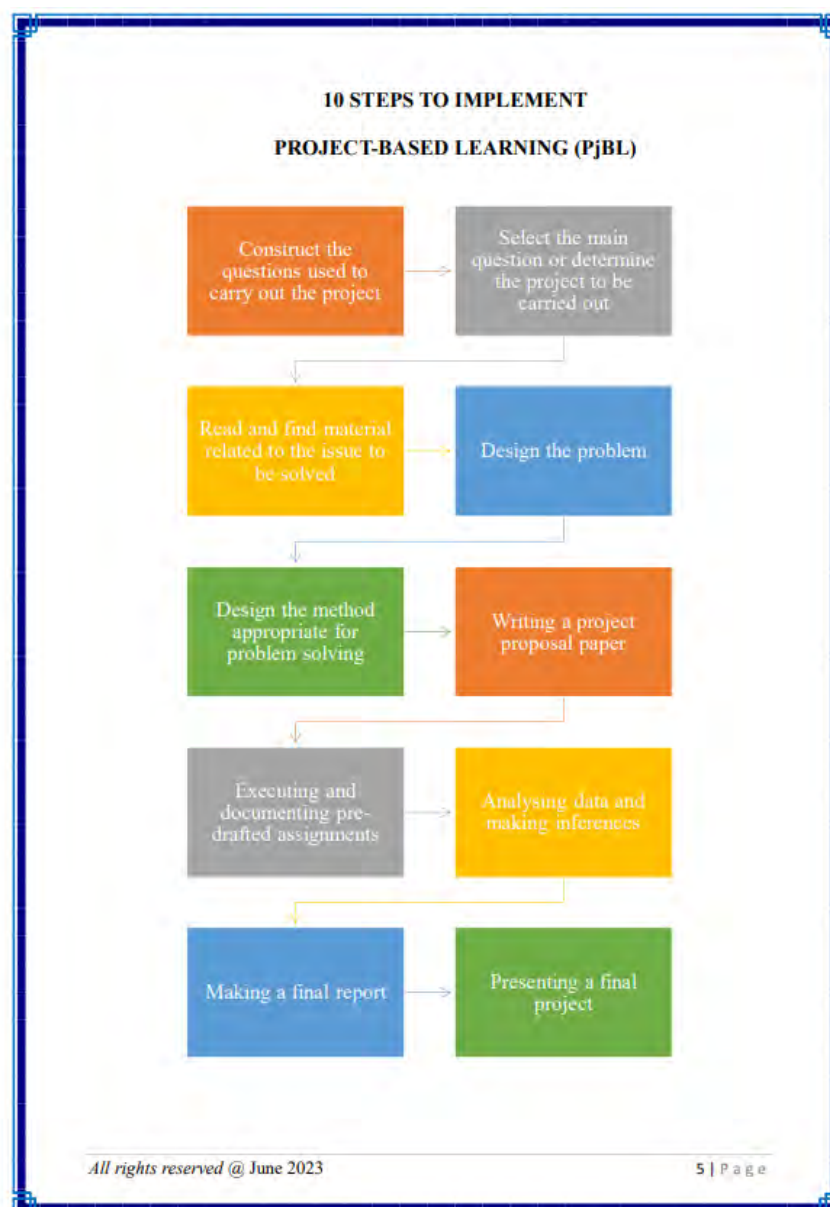 10 STEPS TO IMPLEMENT
PROJECT-BASED LEARNING (PjBL)
Construct the
questions used to
carry out the project
Select the main
question or determine
the project to be
carried out
Read and find material
related to the issue to
be solved
Design the problem
Design the method
appropriate for
problem solving
Writing a project
proposal paper
Executing and
documenting pre-
drafted assignments
Analysing data and
making inferences
Making a final report
Presenting a final
project
All rights reserved @ June 2023
5 | Page